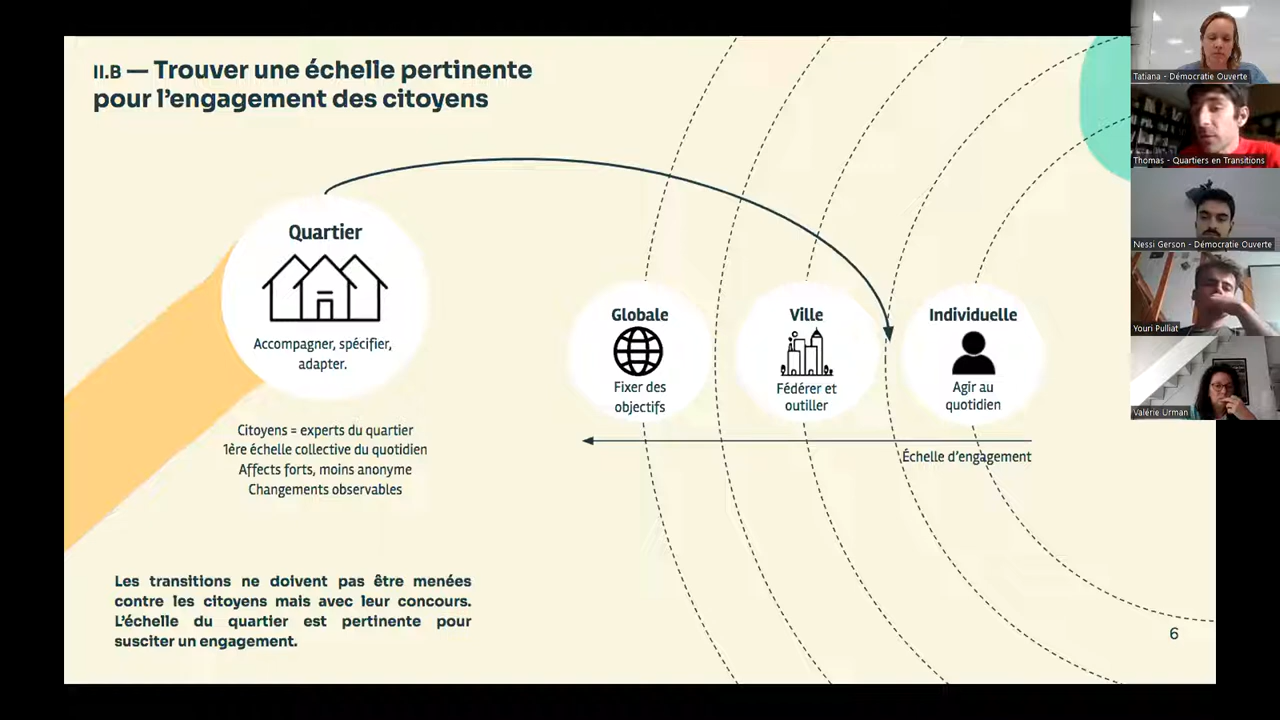 II.B — Trouver une échelle pertinente
pour l'engagement des citoyens
Quartier
Accompagner, spécifier,
adapter.
Citoyens = experts du quartier
1ère échelle collective du quotidien
Affects forts, moins anonyme
Changements observables
Globale
Fixer des
objectifs
Ville
Fédérer et
outiller
Individuelle
Agir au
quotidien
Échelle d'engagement
Les transitions ne doivent pas être menées
contre les citoyens mais avec leur concours.
L'échelle du quartier est pertinente pour
susciter un engagement.
6
Tatiana - Démocratie Ouverte
Thomas - Quartiers en Transitions
Nessi Gerson - Démocratie Ouverte
Youri Pulliat
Valérie Urman